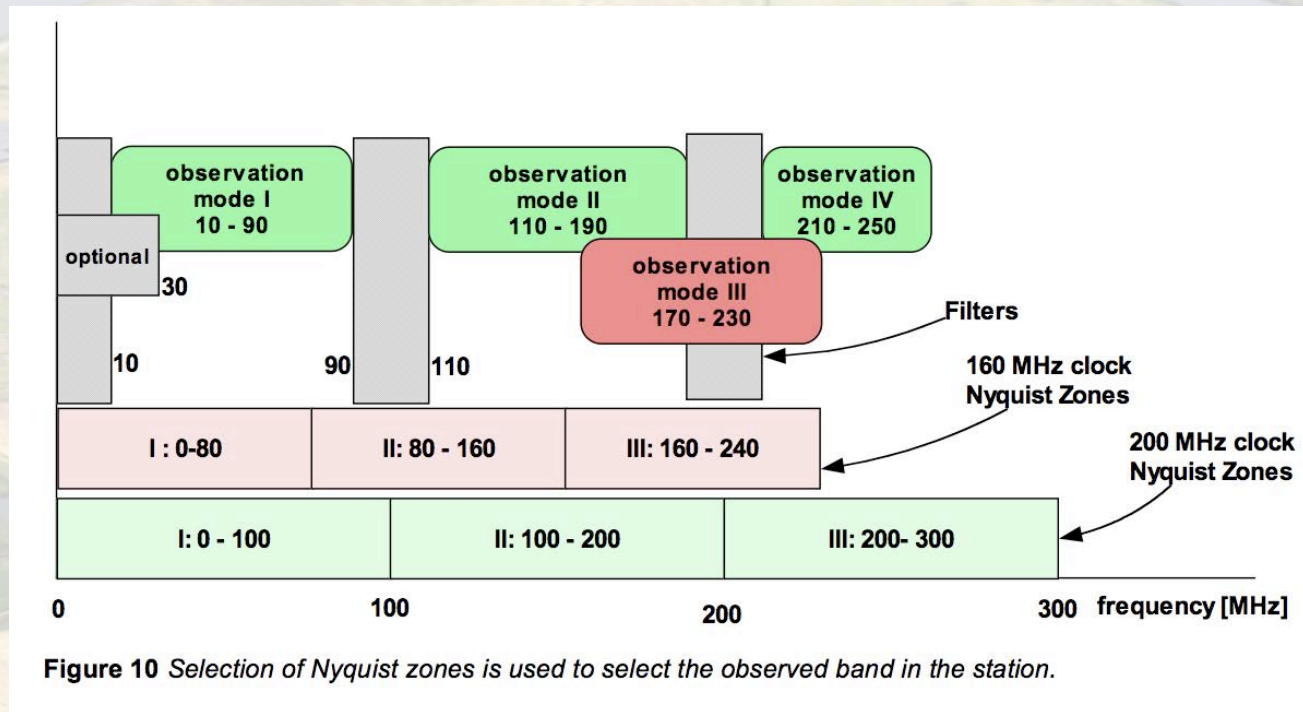 observation
mode I
10 - 90
observation
mode II
110 - 190
observation
mode IV
210 - 250
optional
observation
mode III
170 - 230
30
Filters
10
90
110
160 MHz clock
Nyquist Zones
I : 0-80
II: 80 - 160
III: 160 - 240
200 MHz clock
Nyquist Zones
I: 0 - 100
II: 100 - 200
III: 200- 300
0
100
200
300
frequency [MHz]
Figure 10 Selection of Nyquist zones is used to select the observed band in the station.